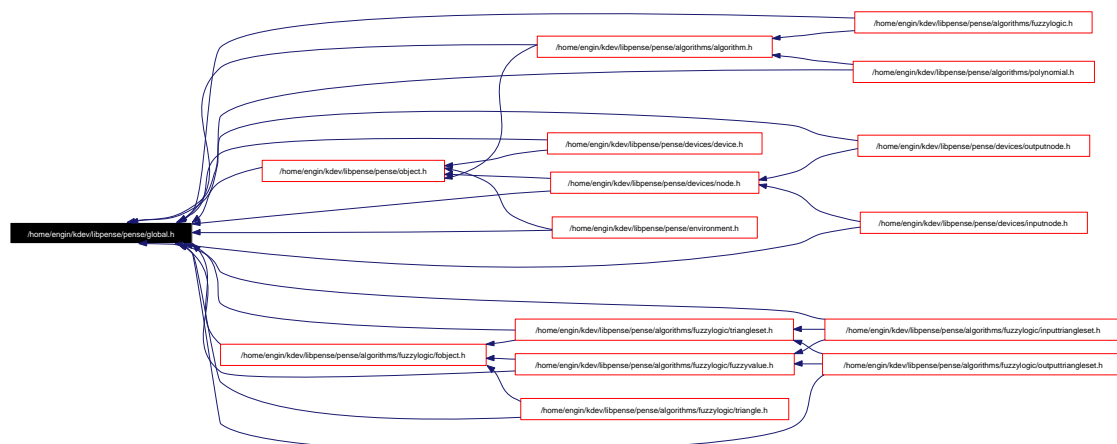 /home/engin/kdev/libpense/pense/algorithms/fuzzylogic.h
/home/engin/kdev/libpense/pense/algorithms/algorithm.h
/home/engin/kdev/libpense/pense/algorithms/polynomial.h
/home/engin/kdev/libpense/pense/devices/device.h
/home/engin/kdev/libpense/pense/devices/outputnode.h
/home/engin/kdev/libpense/pense/object.h
/home/engin/kdev/libpense/pense/devices/node.h
/home/engin/kdev/libpense/pense/devices/inputnode.h
/home/engin/kdev/libpense/pense/environment.h
/home/engin/kdev/libpense/pense/global.h
/home/engin/kdev/libpense/pense/algorithms/fuzzylogic/triangleset.h
/home/engin/kdev/libpense/pense/algorithms/fuzzylogic/inputtriangleset.h
/home/engin/kdev/libpense/pense/algorithms/fuzzylogic/fobject.h
/home/engin/kdev/libpense/pense/algorithms/fuzzylogic/fuzzyvalue.h
/home/engin/kdev/libpense/pense/algorithms/fuzzylogic/outputtriangleset.h
/home/engin/kdev/libpense/pense/algorithms/fuzzylogic/triangle.h